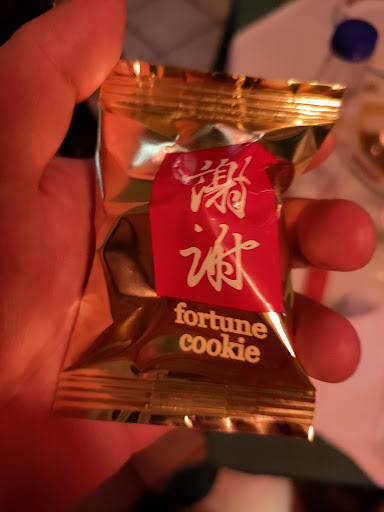 謝
谢
fortune
cookie